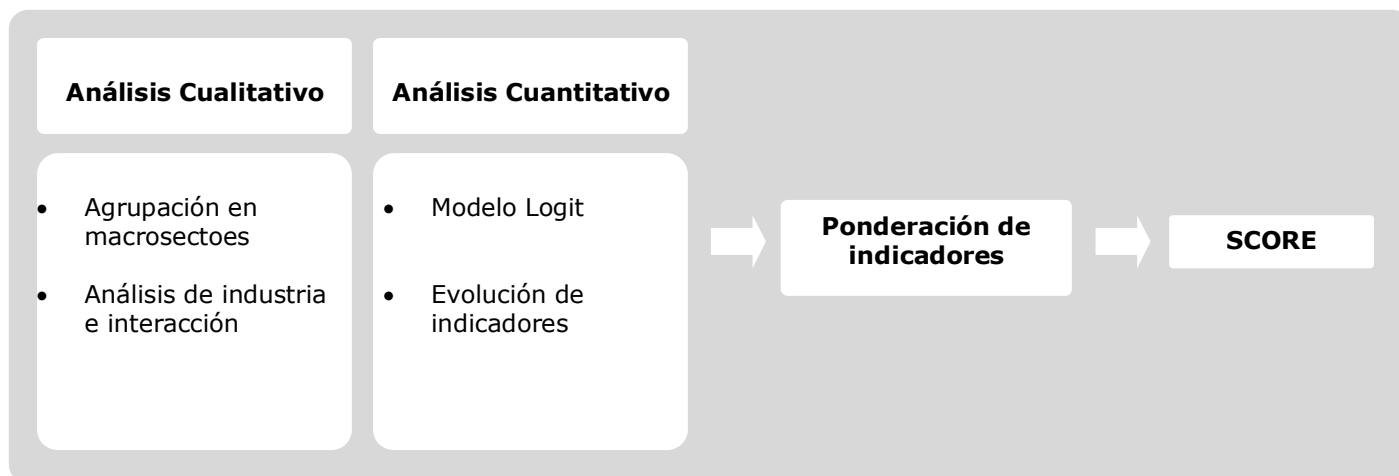 Análisis Cualitativo
• Agrupación en
macrosectoes
• Análisis de industria
e interacción
Análisis Cuantitativo
• Modelo Logit
• Evolución de
indicadores
Ponderación de
indicadores
SCORE